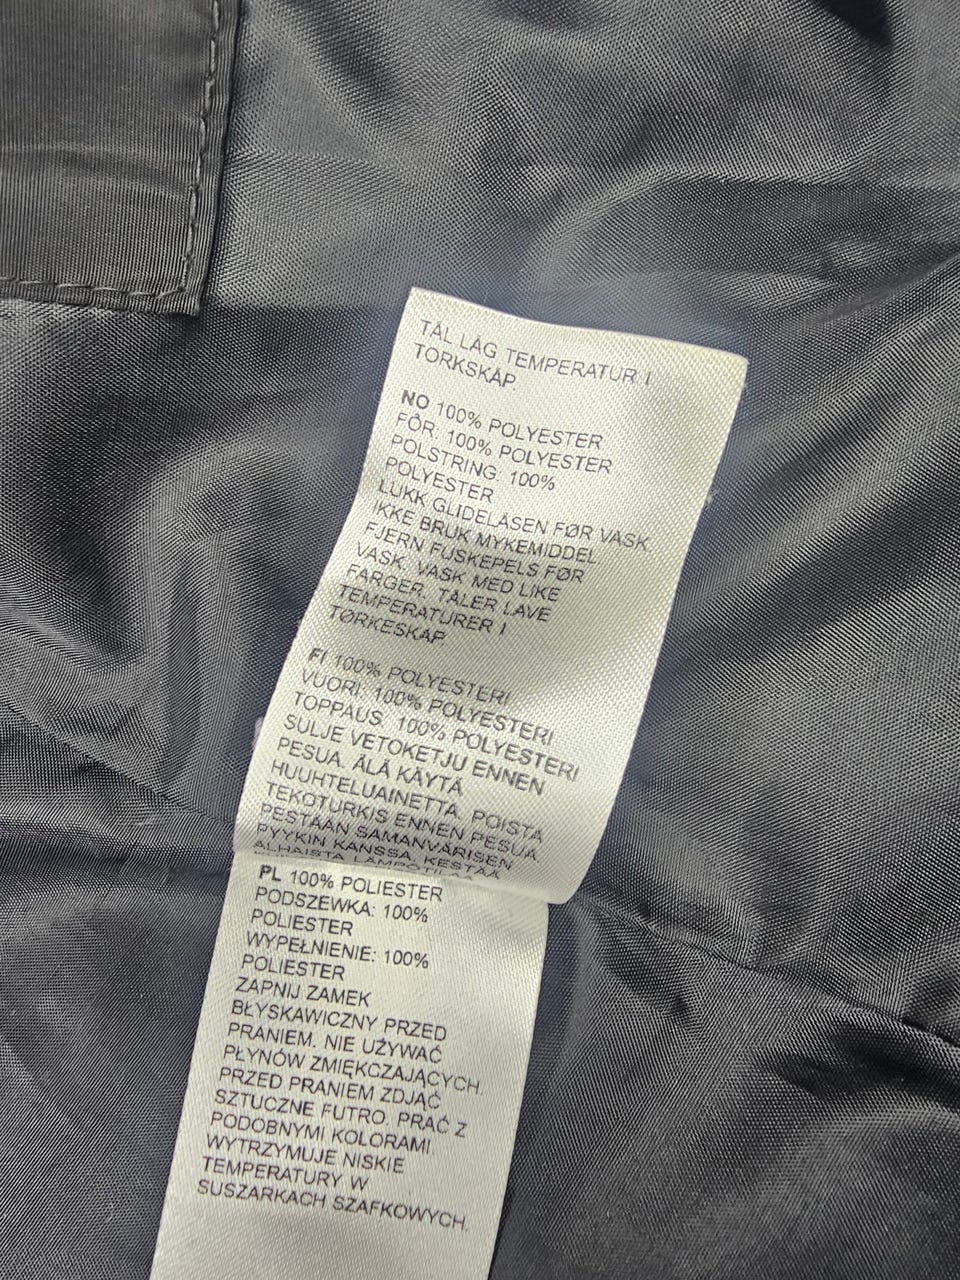 TÅL LÅG TEMPERATUR I
TORKSKÅP.
NO 100% POLYESTER
FÔR: 100% POLYESTER
POLSTRING: 100%
POLYESTER
LUKK GLIDELÅSEN FØR VASK.
IKKE BRUK MYKEMIDDEL
FJERN FUSKEPELS FØR
VASK. VASK MED LIKE
FARGER. TÅLER LAVE
TEMPERATURER I
TØRKESKAP.
FI 100% POLYESTERI
VUORI: 100% POLYESTERI
TOPPAUS: 100% POLYESTERI
SULJE VETOKETJU ENNEN
PESUA. ÄLÄ KÄYTÄ
HUUHTELUAINETTA. POISTA
TEKOTURKIS ENNEN PESUA.
PESTÄÄN SAMANVÄRISEN
PYYKIN KANSSA. KESTÄÄ
ALHAISTA LÄMPÖTILAA
PL 100% POLIESTER
PODSZEWKA: 100%
POLIESTER
WYPEŁNIENIE: 100%
POLIESTER
ZAPNIJ ZAMEK
BŁYSKAWICZNY PRZED
PRANIEM. NIE UŻYWAĆ
PŁYNÓW ZMIĘKCZAJĄCYCH.
PRZED PRANIEM ZDJĄĆ
SZTUCZNE FUTRO. PRAĆ Z
PODOBNYMI KOLORAMI.
WYTRZYMUJE NISKIE
TEMPERATURY W
SUSZARKACH SZAFKOWYCH.